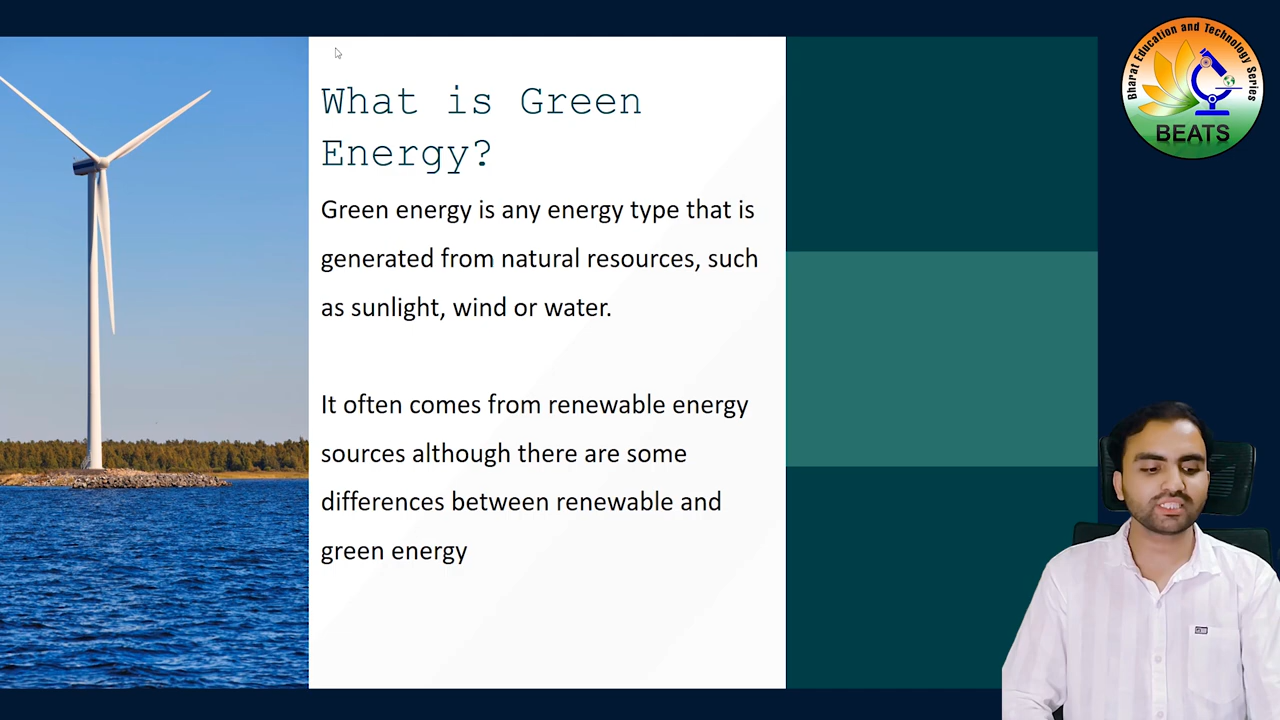 What is Green
Energy?
Green energy is any energy type that is
generated from natural resources, such
as sunlight, wind or water.
It often comes from renewable energy
sources although there are some
differences between renewable and
green energy
Bharat Education and Technology Series
BEATS